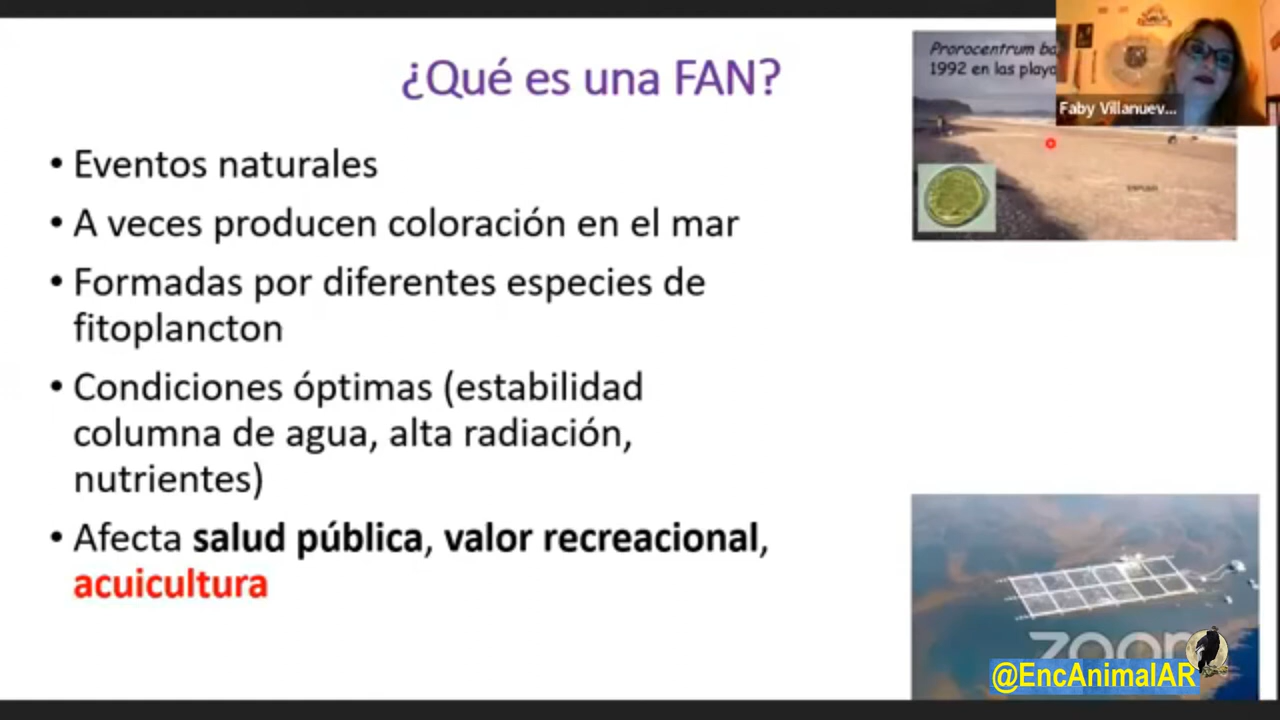 ¿Qué es una FAN?
• Eventos naturales
• A veces producen coloración en el mar
• Formadas por diferentes especies de
fitoplancton
• Condiciones óptimas (estabilidad
columna de agua, alta radiación,
nutrientes)
• Afecta salud pública, valor recreacional,
acuicultura
Prorocentrum
1992 en las
Faby Villanuev...
zoom
@EncAnimalAR